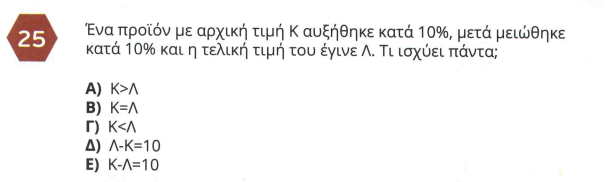 25
Ένα προϊόν με αρχική τιμή Κ αυξήθηκε κατά 10%, μετά μειώθηκε
κατά 10% και η τελική τιμή του έγινε Λ. Τι ισχύει πάντα;
Α) Κ>Λ
Β) Κ=Λ
Γ) Κ<Λ
Δ) Λ-Κ=10
Ε) Κ-Λ=10